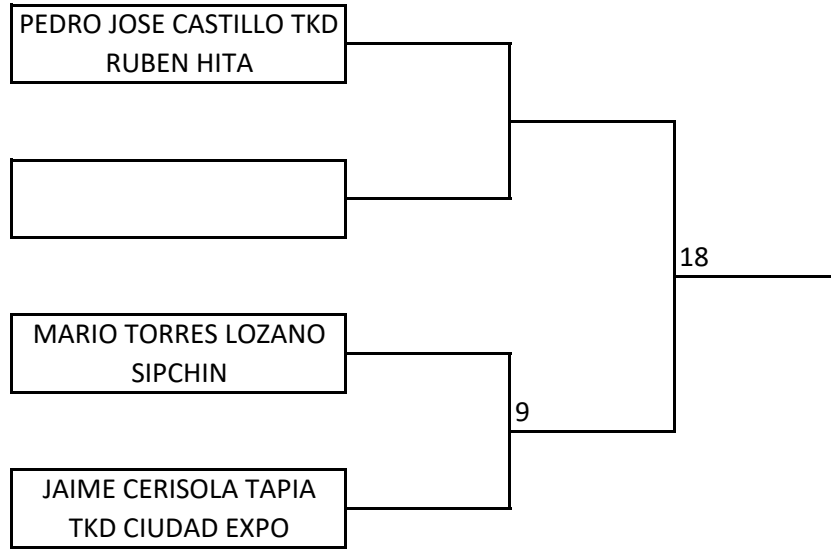 PEDRO JOSE CASTILLO TKD
RUBEN HITA
18
MARIO TORRES LOZANO
SIPCHIN
9
JAIME CERISOLA TAPIA
TKD CIUDAD EXPO